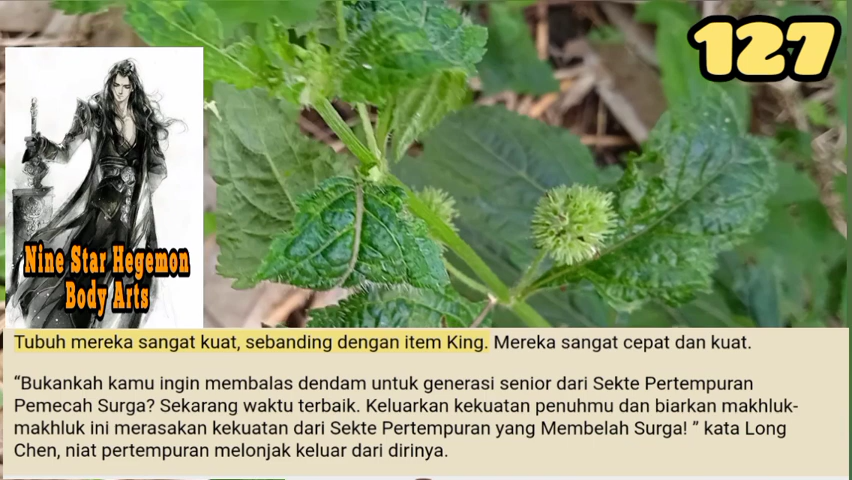 127
Nine Star Hegemon
Body Arts
Tubuh mereka sangat kuat, sebanding dengan item King. Mereka sangat cepat dan kuat.
“Bukankah kamu ingin membalas dendam untuk generasi senior dari Sekte Pertempuran
Pemecah Surga? Sekarang waktu terbaik. Keluarkan kekuatan penuhmu dan biarkan makhluk-
makhluk ini merasakan kekuatan dari Sekte Pertempuran yang Membelah Surga! ” kata Long
Chen, niat pertempuran melonjak keluar dari dirinya.